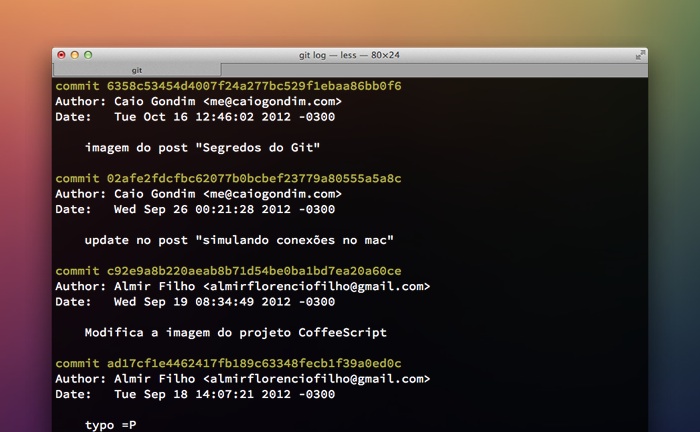 git log — less — 80×24
git
commit 6358c53454d4007f24a277bc529f1ebaa86bb0f6
Author: Caio Gondim <me@caiogondim.com>
Date:   Tue Oct 16 12:46:02 2012 -0300
imagem do post "Segredos do Git"
commit 02afe2fdcfbc62077b0bcbef23779a80555a5a8c
Author: Caio Gondim <me@caiogondim.com>
Date:   Wed Sep 26 00:21:28 2012 -0300
update no post "simulando conexões no mac"
commit c92e9a8b220aeab8b71d54be0ba1bd7ea20a60ce
Author: Almir Filho <almirflorenciofilho@gmail.com>
Date:   Wed Sep 19 08:34:49 2012 -0300
Modifica a imagem do projeto CoffeeScript
commit ad17cf1e4462417fb189c63348fecb1f39a0ed0c
Author: Almir Filho <almirflorenciofilho@gmail.com>
Date:   Tue Sep 18 14:07:21 2012 -0300
typo =P